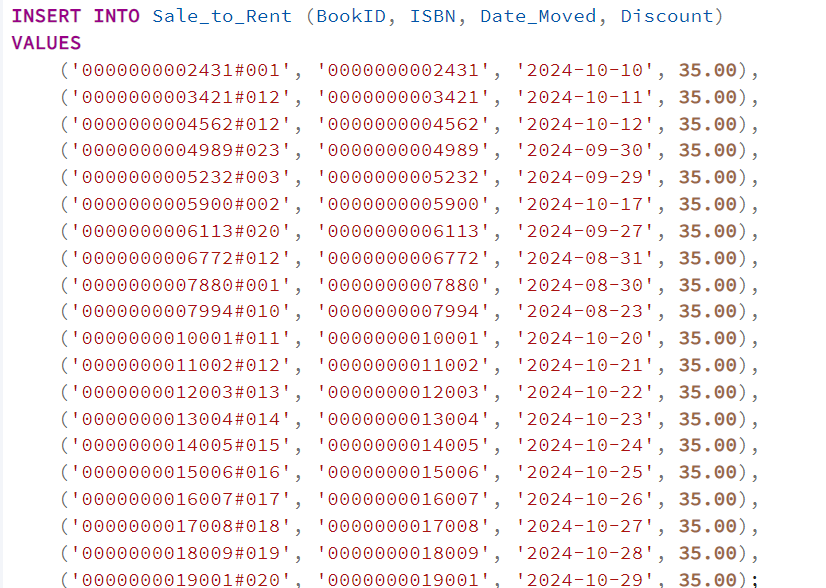 INSERT INTO Sale_to_Rent (BookID, ISBN, Date_Moved, Discount)
VALUES
('0000000002431#001', '0000000002431', '2024-10-10', 35.00),
('0000000003421#012', '0000000003421', '2024-10-11', 35.00),
('0000000004562#012', '0000000004562', '2024-10-12', 35.00),
('0000000004989#023', '0000000004989', '2024-09-30', 35.00),
('0000000005232#003', '0000000005232', '2024-09-29', 35.00),
('0000000005900#002', '0000000005900', '2024-10-17', 35.00),
('0000000006113#020', '0000000006113', '2024-09-27', 35.00),
('0000000006772#012', '0000000006772', '2024-08-31', 35.00),
('0000000007880#001', '0000000007880', '2024-08-30', 35.00),
('0000000007994#010', '0000000007994', '2024-08-23', 35.00),
('0000000010001#011', '0000000010001', '2024-10-20', 35.00),
('0000000011002#012', '0000000011002', '2024-10-21', 35.00),
('0000000012003#013', '0000000012003', '2024-10-22', 35.00),
('0000000013004#014', '0000000013004', '2024-10-23', 35.00),
('0000000014005#015', '0000000014005', '2024-10-24', 35.00),
('0000000015006#016', '0000000015006', '2024-10-25', 35.00),
('0000000016007#017', '0000000016007', '2024-10-26', 35.00),
('0000000017008#018', '0000000017008', '2024-10-27', 35.00),
('0000000018009#019', '0000000018009', '2024-10-28', 35.00),
('0000000019001#020', '0000000019001', '2024-10-29', 35.00);